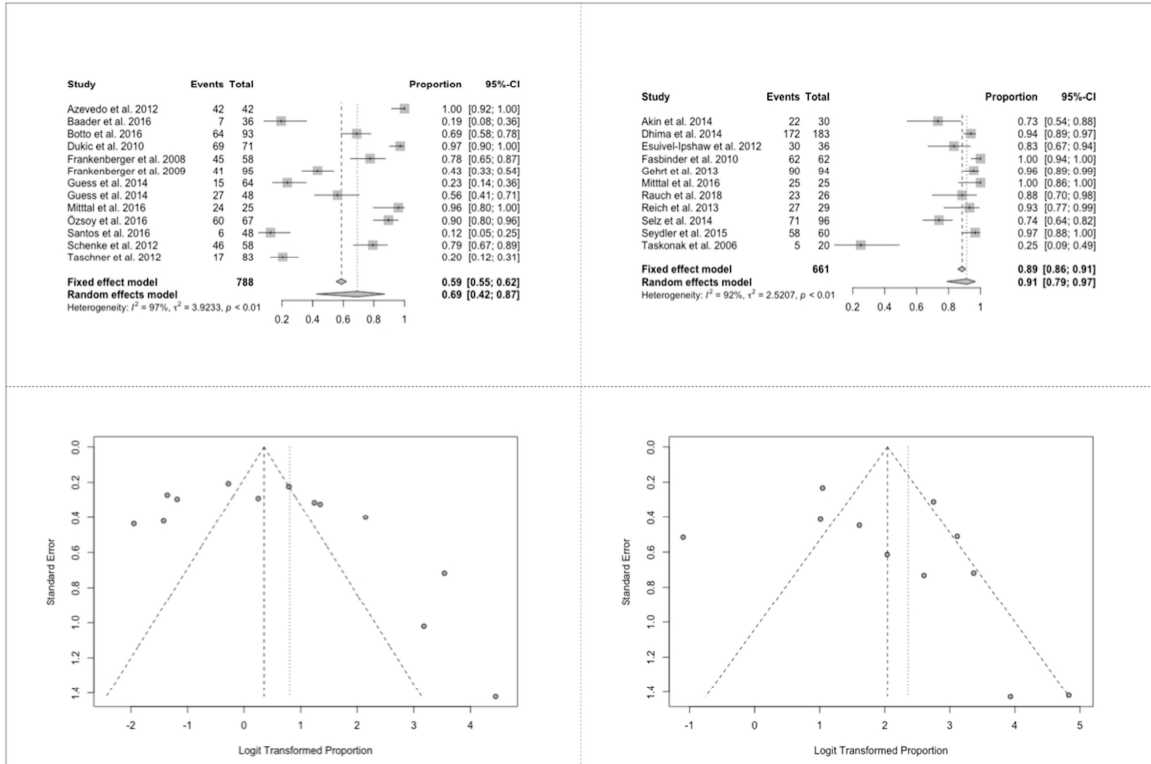 Study Events Total Proportion 95%-CI
Azevedo et al. 2012 42 42 1.00 [0.92; 1.00]
Baader et al. 2016 7 36 0.19 [0.08; 0.36]
Botto et al. 2016 64 93 0.69 [0.58; 0.78]
Dukic et al. 2010 69 71 0.97 [0.90; 1.00]
Frankenberger et al. 2008 45 58 0.78 [0.65; 0.87]
Frankenberger et al. 2009 41 95 0.43 [0.33; 0.54]
Guess et al. 2014 15 64 0.23 [0.14; 0.36]
Guess et al. 2014 27 48 0.56 [0.41; 0.71]
Mitttal et al. 2016 24 25 0.96 [0.80; 1.00]
Özsoy et al. 2016 60 67 0.90 [0.80; 0.96]
Santos et al. 2016 6 48 0.12 [0.05; 0.25]
Schenke et al. 2012 46 58 0.79 [0.67; 0.89]
Taschner et al. 2012 17 83 0.20 [0.12; 0.31]
Fixed effect model 788 0.59 [0.55; 0.62]
Random effects model 0.69 [0.42; 0.87]
Heterogeneity: I² = 97%, τ² = 3.9233, p < 0.01
0.2 0.4 0.6 0.8 1
Study Events Total Proportion 95%-CI
Akin et al. 2014 22 30 0.73 [0.54; 0.88]
Dhima et al. 2014 172 183 0.94 [0.89; 0.97]
Esuivel-Ipshaw et al. 2012 30 36 0.83 [0.67; 0.94]
Fasbinder et al. 2010 62 62 1.00 [0.94; 1.00]
Gehrt et al. 2013 90 94 0.96 [0.89; 0.99]
Mitttal et al. 2016 25 25 1.00 [0.86; 1.00]
Rauch et al. 2018 23 26 0.88 [0.70; 0.98]
Reich et al. 2013 27 29 0.93 [0.77; 0.99]
Selz et al. 2014 71 96 0.74 [0.64; 0.82]
Seydler et al. 2015 58 60 0.97 [0.88; 1.00]
Taskonak et al. 2006 5 20 0.25 [0.09; 0.49]
Fixed effect model 661 0.89 [0.86; 0.91]
Random effects model 0.91 [0.79; 0.97]
Heterogeneity: I² = 92%, τ² = 2.5207, p < 0.01
0.2 0.4 0.6 0.8 1
Standard Error
0.0
0.2
0.4
0.6
0.8
1.0
1.2
1.4
-2 -1 0 1 2 3 4
Logit Transformed Proportion
Standard Error
0.0
0.2
0.4
0.6
0.8
1.0
1.2
1.4
-1 0 1 2 3 4 5
Logit Transformed Proportion